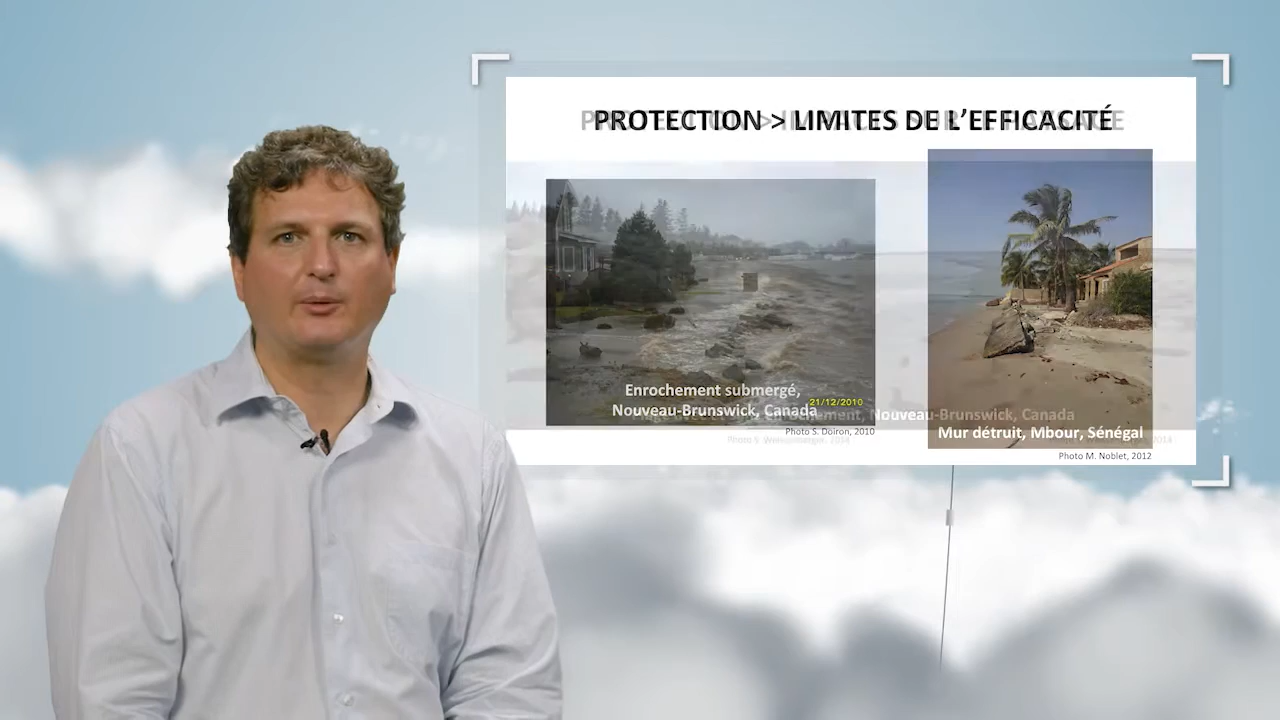 PROTECTION > LIMITES DE L'EFFICACITÉ
Enrochement submergé,
Nouveau-Brunswick, Canada
21/12/2010
Photo S. Doiron, 2010
Nouveau-Brunswick, Canada
Mur détruit, Mbour, Sénégal
Photo M. Noblet, 2012